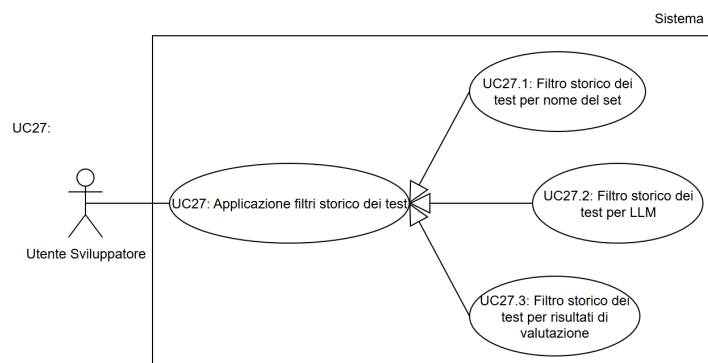 Sistema
UC27.1: Filtro storico dei
test per nome del set
UC27:
UC27: Applicazione filtri storico dei test
UC27.2: Filtro storico dei
test per LLM
Utente Sviluppatore
UC27.3: Filtro storico dei
test per risultati di
valutazione